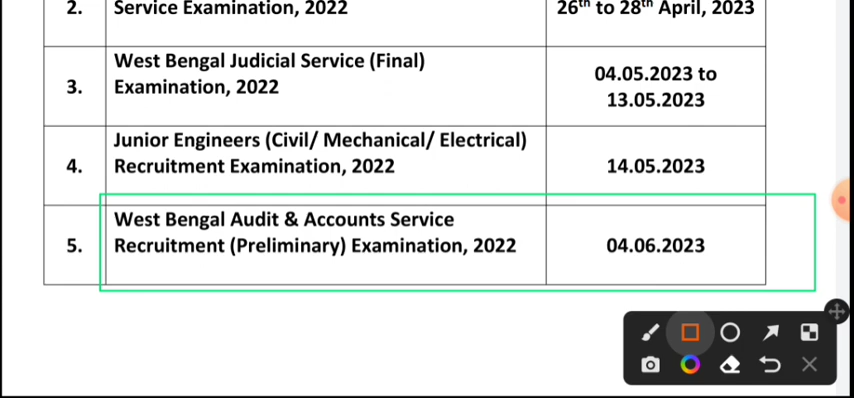 2. Service Examination, 2022 26th to 28th April, 2023
West Bengal Judicial Service (Final)
04.05.2023 to
3. Examination, 2022
13.05.2023
Junior Engineers (Civil/ Mechanical/ Electrical)
4. Recruitment Examination, 2022 14.05.2023
West Bengal Audit & Accounts Service
5. Recruitment (Preliminary) Examination, 2022 04.06.2023